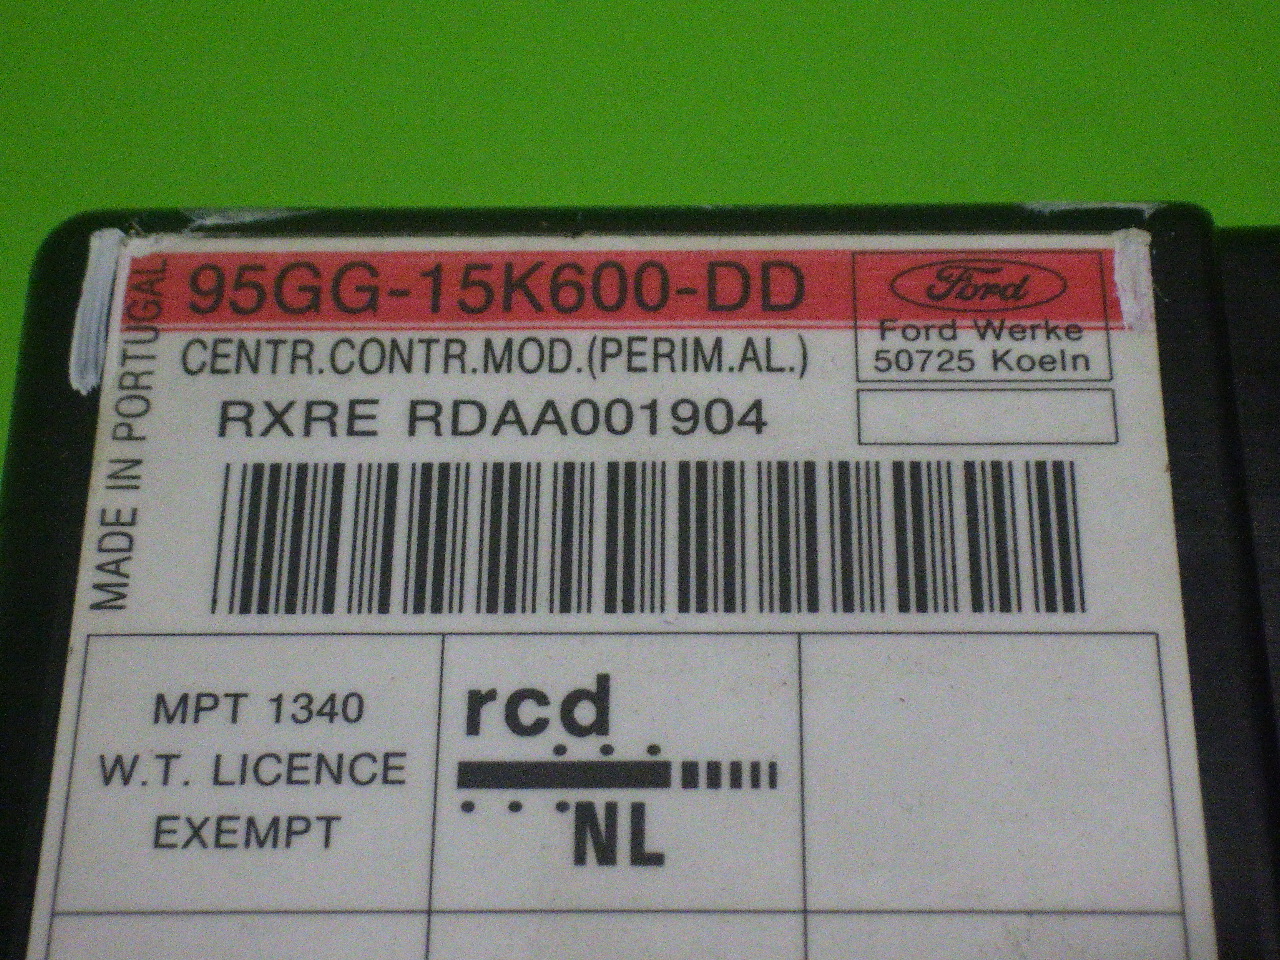 95GG-15K600-DD
CENTR.CONTR.MOD.(PERIM.AL.)
RXRE RDAA001904
MADE IN PORTUGAL
Ford
Ford Werke
50725 Koeln
MPT 1340
W.T. LICENCE
EXEMPT
rcd
NL